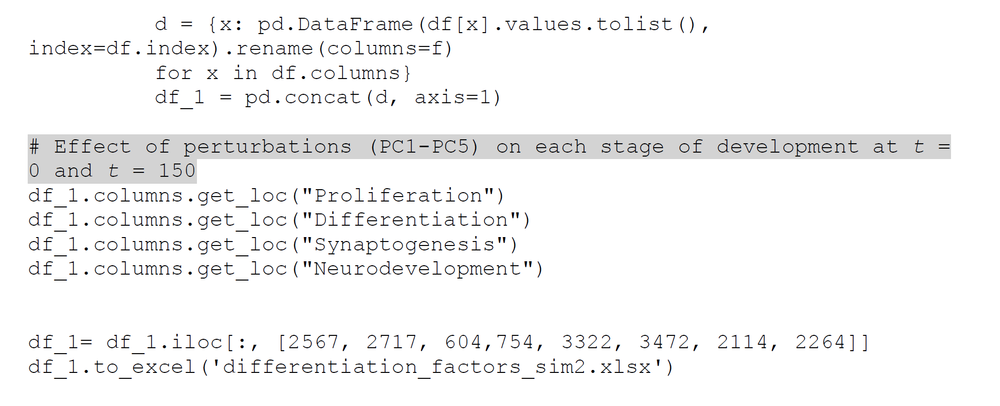 d = {x: pd.DataFrame(df[x].values.tolist(),
index=df.index).rename(columns=f)
for x in df.columns}
df_1 = pd.concat(d, axis=1)
# Effect of perturbations (PC1-PC5) on each stage of development at t =
0 and t = 150
df_1.columns.get_loc("Proliferation")
df_1.columns.get_loc("Differentiation")
df_1.columns.get_loc("Synaptogenesis")
df_1.columns.get_loc("Neurodevelopment")
df_1= df_1.iloc[:, [2567, 2717, 604,754, 3322, 3472, 2114, 2264]]
df_1.to_excel('differentiation_factors_sim2.xlsx')